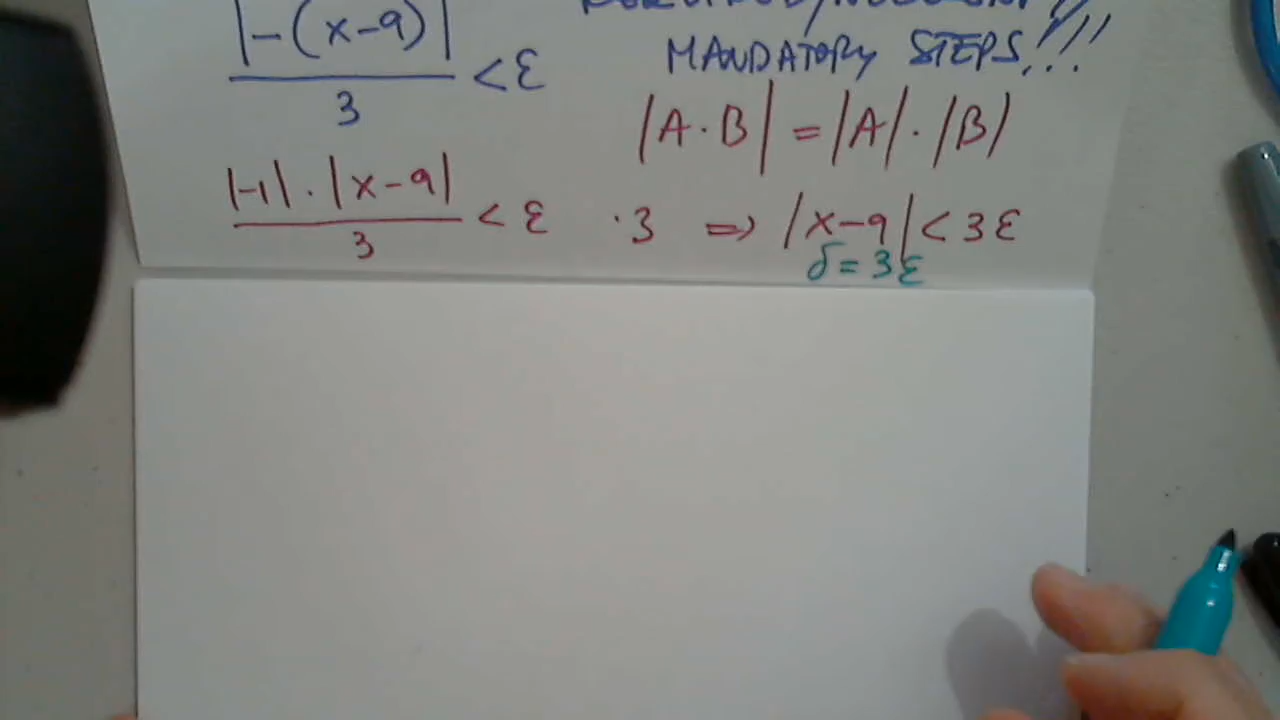 |-(x-9)| / 3 < ε
MANDATORY STEPS!!!
|A·B| = |A|·|B|
|-1|·|x-9| / 3 < ε ·3 ⇒ |x-9| < 3ε
δ = 3ε